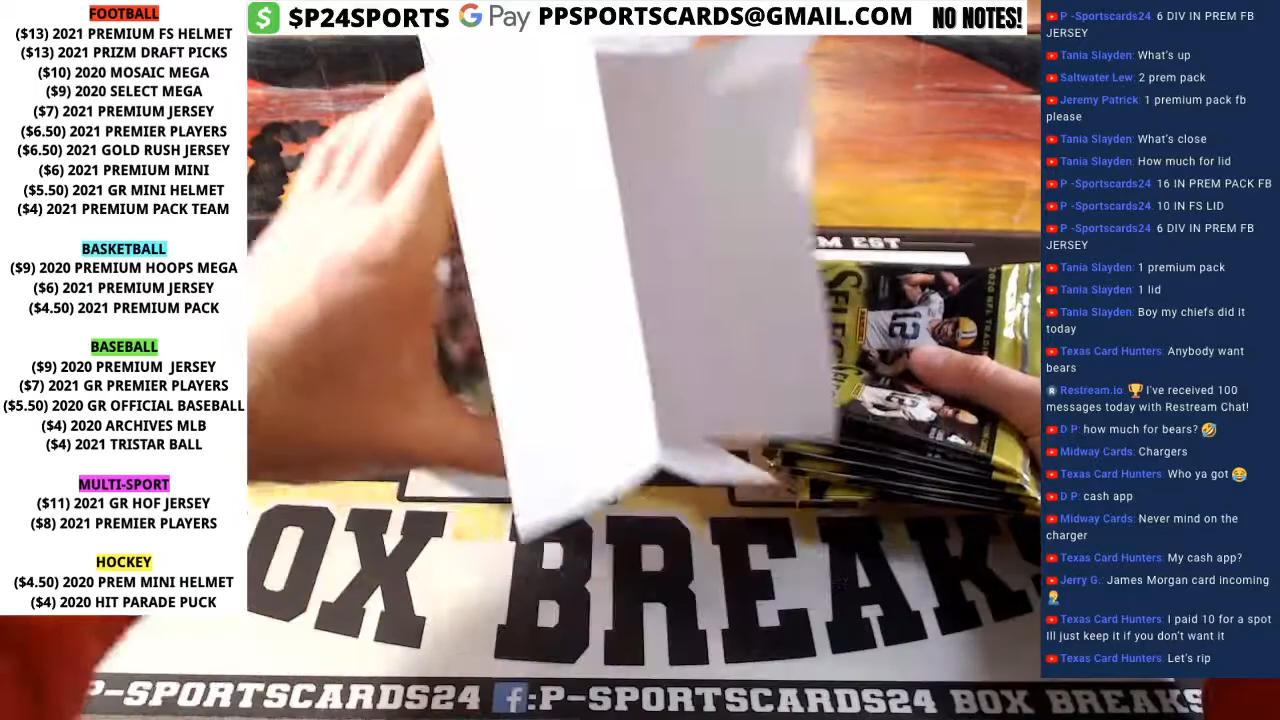 FOOTBALL
($13) 2021 PREMIUM FS HELMET
($13) 2021 PRIZM DRAFT PICKS
($10) 2020 MOSAIC MEGA
($9) 2020 SELECT MEGA
($7) 2021 PREMIUM JERSEY
($6.50) 2021 PREMIER PLAYERS
($6.50) 2021 GOLD RUSH JERSEY
($6) 2021 PREMIUM MINI
($5.50) 2021 GR MINI HELMET
($4) 2021 PREMIUM PACK TEAM
BASKETBALL
($9) 2020 PREMIUM HOOPS MEGA
($6) 2021 PREMIUM JERSEY
($4.50) 2021 PREMIUM PACK
BASEBALL
($9) 2020 PREMIUM JERSEY
($7) 2021 GR PREMIER PLAYERS
($5.50) 2020 GR OFFICIAL BASEBALL
($4) 2020 ARCHIVES MLB
($4) 2021 TRISTAR BALL
MULTI-SPORT
($11) 2021 GR HOF JERSEY
($8) 2021 PREMIER PLAYERS
HOCKEY
($4.50) 2020 PREM MINI HELMET
($4) 2020 HIT PARADE PUCK
$P24SPORTS G Pay PPSPORTSCARDS@GMAIL.COM NO NOTES!
M EST
SELECT
2020 NFL
12
OX BREAK
P-SPORTSCARDS24 f:P-SPORTSCARDS24 BOX BREAKS
P -Sportscards24 6 DIV IN PREM FB
JERSEY
Tania Slayden: What's up
Saltwater Lew: 2 prem pack
Jeremy Patrick: 1 premium pack fb
please
Tania Slayden: What's close
Tania Slayden: How much for lid
P -Sportscards24 16 IN PREM PACK FB
P -Sportscards24 10 IN FS LID
P -Sportscards24 6 DIV IN PREM FB
JERSEY
Tania Slayden: 1 premium pack
Tania Slayden: 1 lid
Tania Slayden: Boy my chiefs did it
today
Texas Card Hunters: Anybody want
bears
Restream.io 🏆 I've received 100
messages today with Restream Chat!
D P: how much for bears? 🤣
Midway Cards: Chargers
Texas Card Hunters: Who ya got 😂
D P: cash app
Midway Cards: Never mind on the
charger
Texas Card Hunters: My cash app?
Jerry G.: James Morgan card incoming
🤦
Texas Card Hunters: I paid 10 for a spot
Ill just keep it if you don't want it
Texas Card Hunters: Let's rip